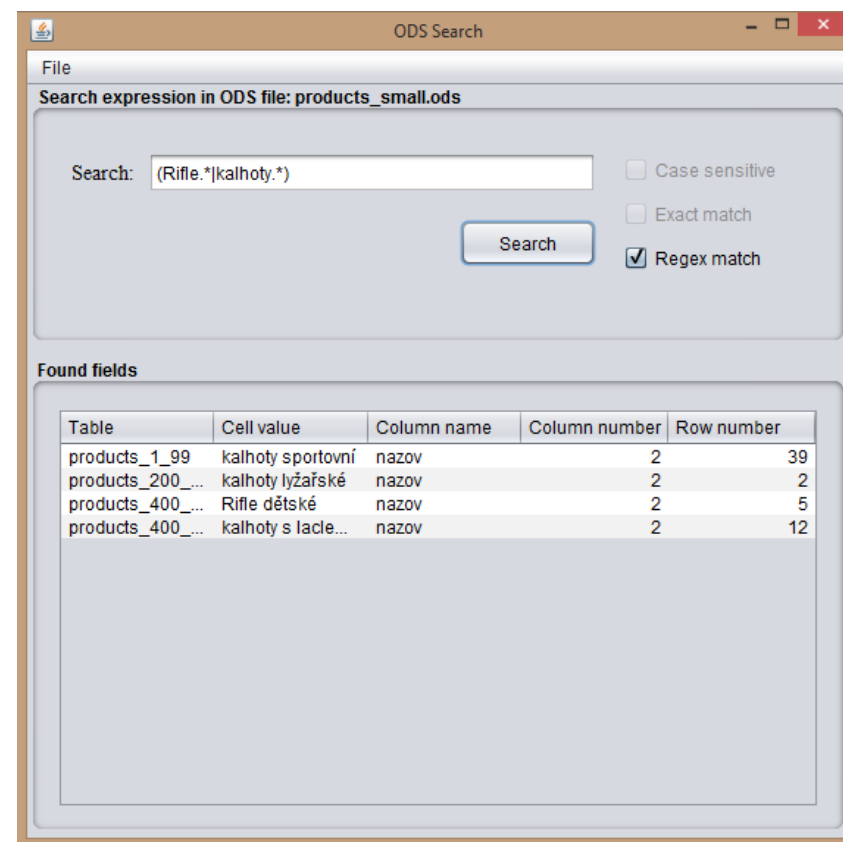 ODS Search
File
Search expression in ODS file: products_small.ods
Search: (Rifle.*|kalhoty.*)
Case sensitive
Exact match
Search
Regex match
Found fields
Table Cell value Column name Column number Row number
products_1_99 kalhoty sportovní nazov 2 39
products_200_... kalhoty lyžařské nazov 2 2
products_400_... Rifle dětské nazov 2 5
products_400_... kalhoty s lacle... nazov 2 12